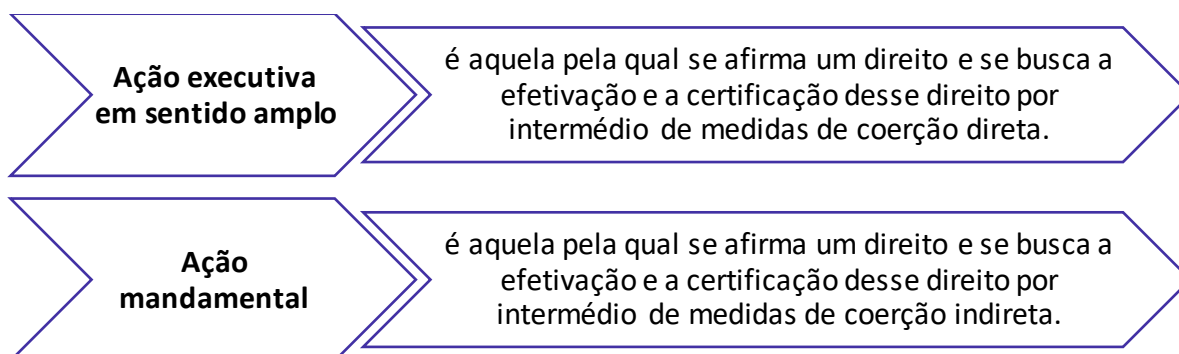 Ação executiva
em sentido amplo
é aquela pela qual se afirma um direito e se busca a
efetivação e a certificação desse direito por
intermédio de medidas de coerção direta.
Ação
mandamental
é aquela pela qual se afirma um direito e se busca a
efetivação e a certificação desse direito por
intermédio de medidas de coerção indireta.